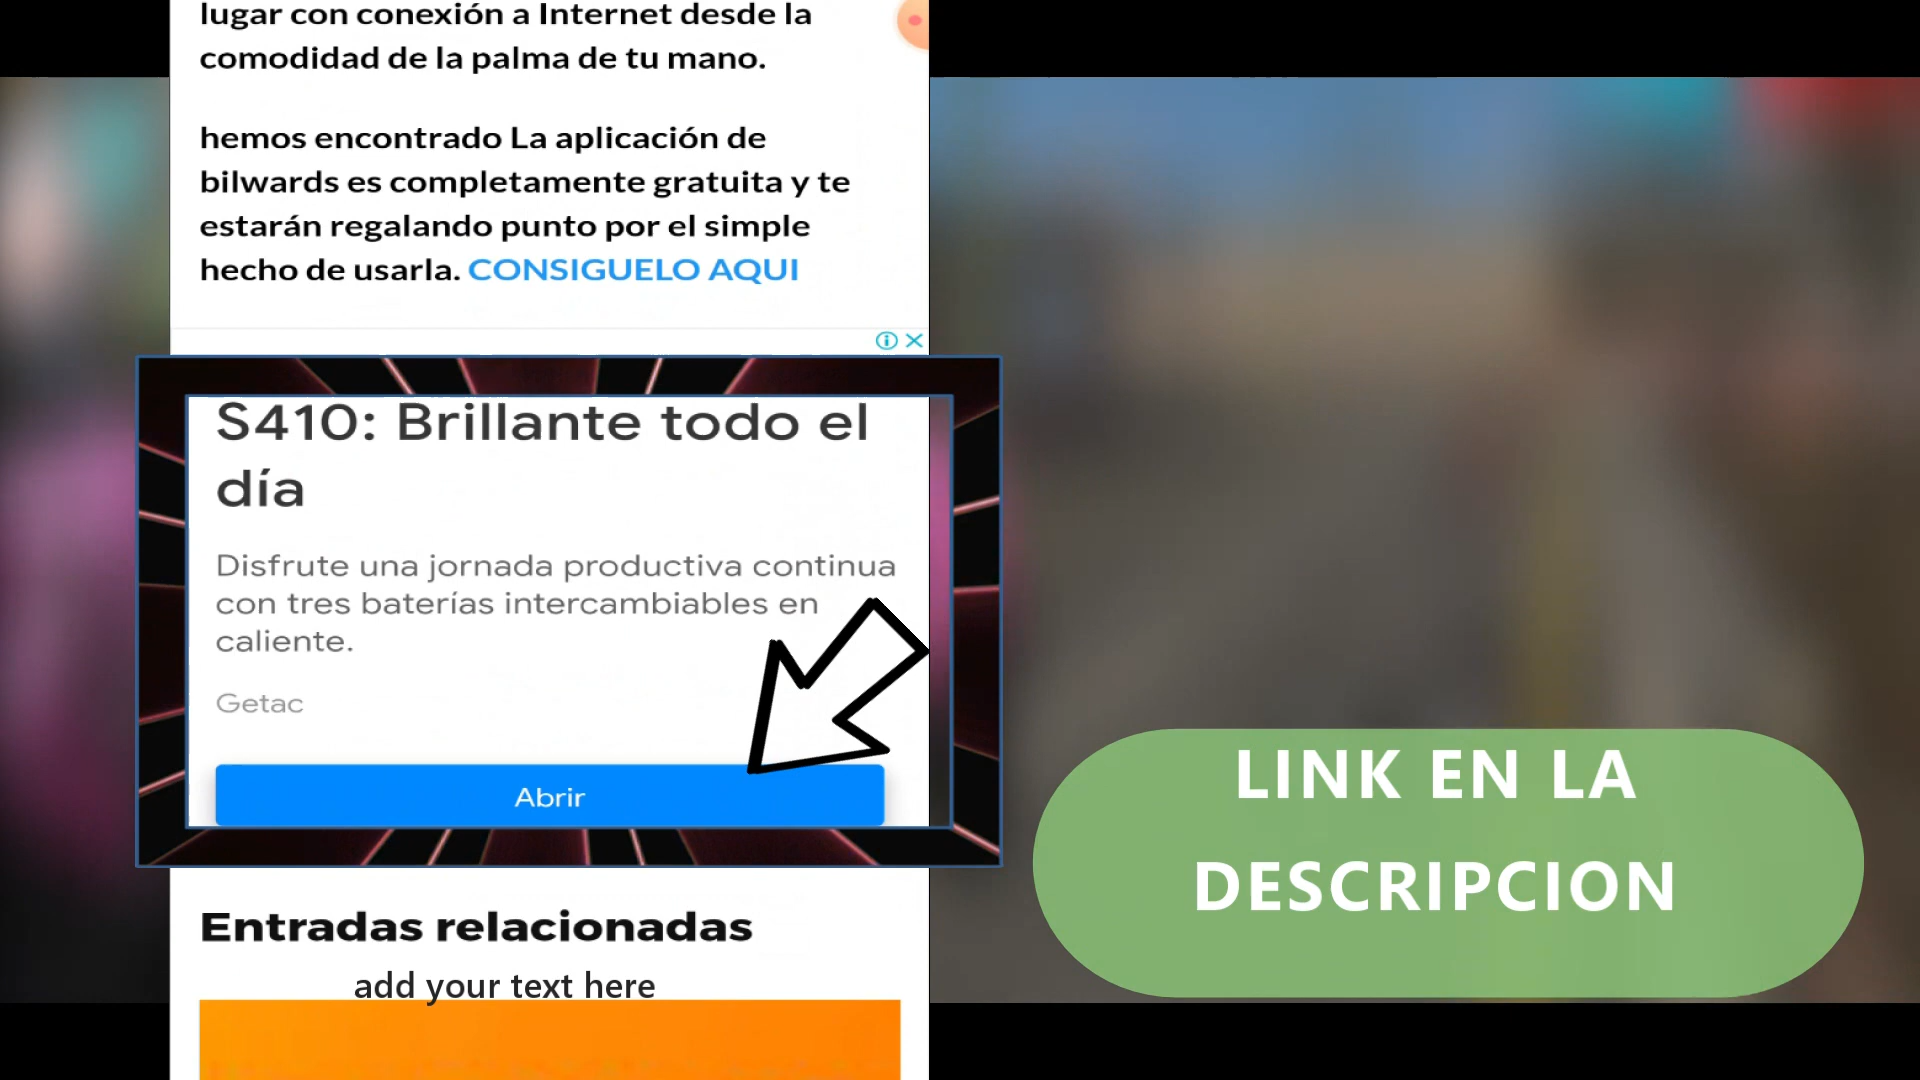 lugar con conexión a Internet desde la
comodidad de la palma de tu mano.
hemos encontrado La aplicación de
bilwards es completamente gratuita y te
estarán regalando punto por el simple
hecho de usarla. CONSIGUELO AQUI
S410: Brillante todo el
día
Disfrute una jornada productiva continua
con tres baterías intercambiables en
caliente.
Getac
Abrir
Entradas relacionadas
add your text here
LINK EN LA
DESCRIPCION